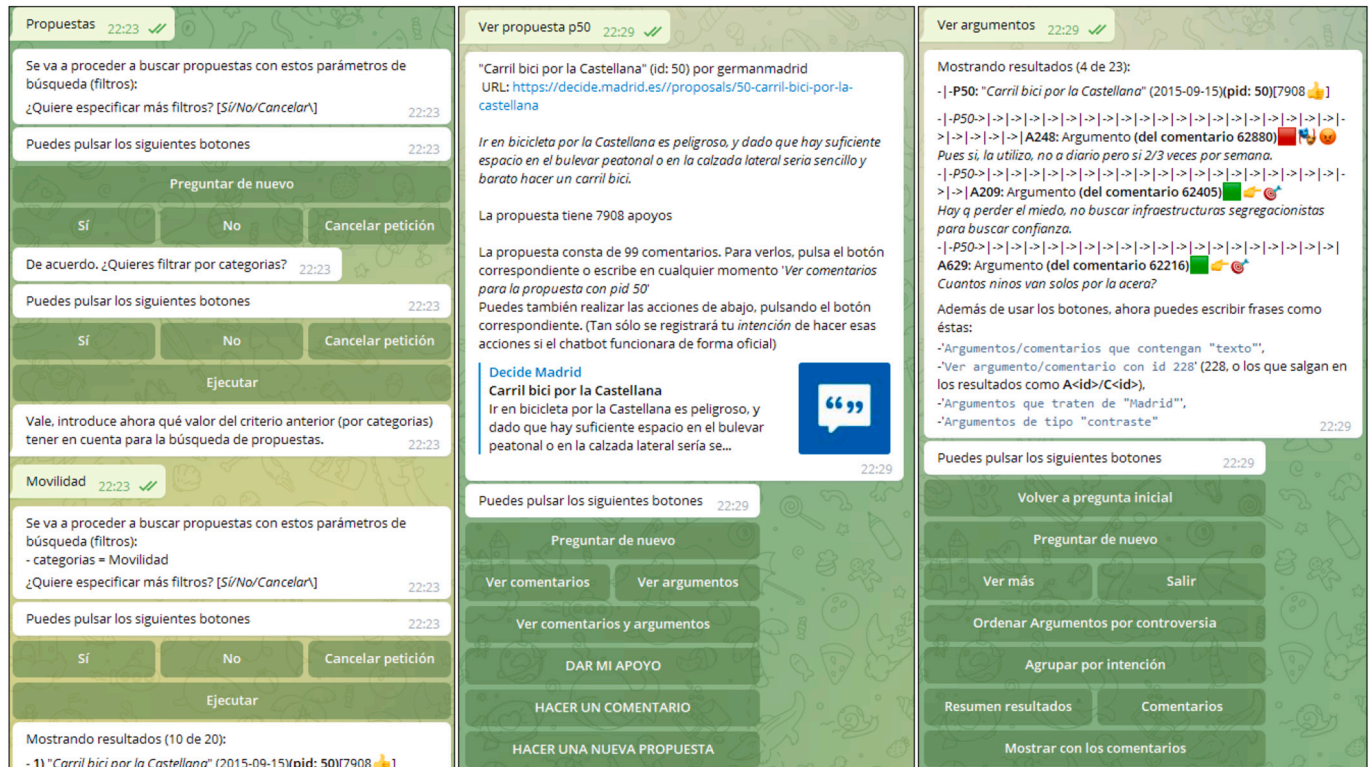 Propuestas 22:23
Se va a proceder a buscar propuestas con estos parámetros de
búsqueda (filtros):
¿Quiere especificar más filtros? [Sí/No/Cancelar\]
22:23
Puedes pulsar los siguientes botones 22:23
Preguntar de nuevo
Sí No Cancelar petición
De acuerdo. ¿Quieres filtrar por categorias? 22:23
Puedes pulsar los siguientes botones 22:23
Sí No Cancelar petición
Ejecutar
Vale, introduce ahora qué valor del criterio anterior (por categorias)
tener en cuenta para la búsqueda de propuestas. 22:23
Movilidad 22:23
Se va a proceder a buscar propuestas con estos parámetros de
búsqueda (filtros):
- categorias = Movilidad
¿Quiere especificar más filtros? [Sí/No/Cancelar\] 22:23
Puedes pulsar los siguientes botones 22:23
Sí No Cancelar petición
Ejecutar
Mostrando resultados (10 de 20):
- 1) "Carril bici por la Castellana" (2015-09-15)(pid: 50)[7908👍]
Ver propuesta p50 22:29
"Carril bici por la Castellana" (id: 50) por germanmadrid
URL: https://decide.madrid.es//proposals/50-carril-bici-por-la-
castellana
Ir en bicicleta por la Castellana es peligroso, y dado que hay suficiente
espacio en el bulevar peatonal o en la calzada lateral seria sencillo y
barato hacer un carril bici.
La propuesta tiene 7908 apoyos
La propuesta consta de 99 comentarios. Para verlos, pulsa el botón
correspondiente o escribe en cualquier momento 'Ver comentarios
para la propuesta con pid 50'
Puedes también realizar las acciones de abajo, pulsando el botón
correspondiente. (Tan sólo se registrará tu intención de hacer esas
acciones si el chatbot funcionara de forma oficial)
Decide Madrid
Carril bici por la Castellana
Ir en bicicleta por la Castellana es peligroso, y
dado que hay suficiente espacio en el bulevar
peatonal o en la calzada lateral sería se...
22:29
Puedes pulsar los siguientes botones 22:29
Preguntar de nuevo
Ver comentarios Ver argumentos
Ver comentarios y argumentos
DAR MI APOYO
HACER UN COMENTARIO
HACER UNA NUEVA PROPUESTA
Ver argumentos 22:29
Mostrando resultados (4 de 23):
-|-P50: "Carril bici por la Castellana" (2015-09-15)(pid: 50)[7908👍]
-|-P50->|->|->|->|->|->|->|->|->|->|->|->|->|->|->|-
>|->|->|->|->|A248: Argumento (del comentario 62880)🟥🎭😡
Pues si, la utilizo, no a diario pero si 2/3 veces por semana.
-|-P50->|->|->|->|->|->|->|->|->|->|->|->|->|->|->|-
>|->|A209: Argumento (del comentario 62405)🟩👉🎯
Hay q perder el miedo, no buscar infraestructuras segregacionistas
para buscar confianza.
-|-P50->|->|->|->|->|->|->|->|->|->|->|->|->|->|->|
A629: Argumento (del comentario 62216)🟩👉🎯
Cuantos ninos van solos por la acera?
Además de usar los botones, ahora puedes escribir frases como
éstas:
-'Argumentos/comentarios que contengan "texto"',
-'Ver argumento/comentario con id 228' (228, o los que salgan en
los resultados como A<id>/C<id>),
-'Argumentos que traten de "Madrid"',
-'Argumentos de tipo "contraste"
22:29
Puedes pulsar los siguientes botones 22:29
Volver a pregunta inicial
Preguntar de nuevo
Ver más Salir
Ordenar Argumentos por controversia
Agrupar por intención
Resumen resultados Comentarios
Mostrar con los comentarios